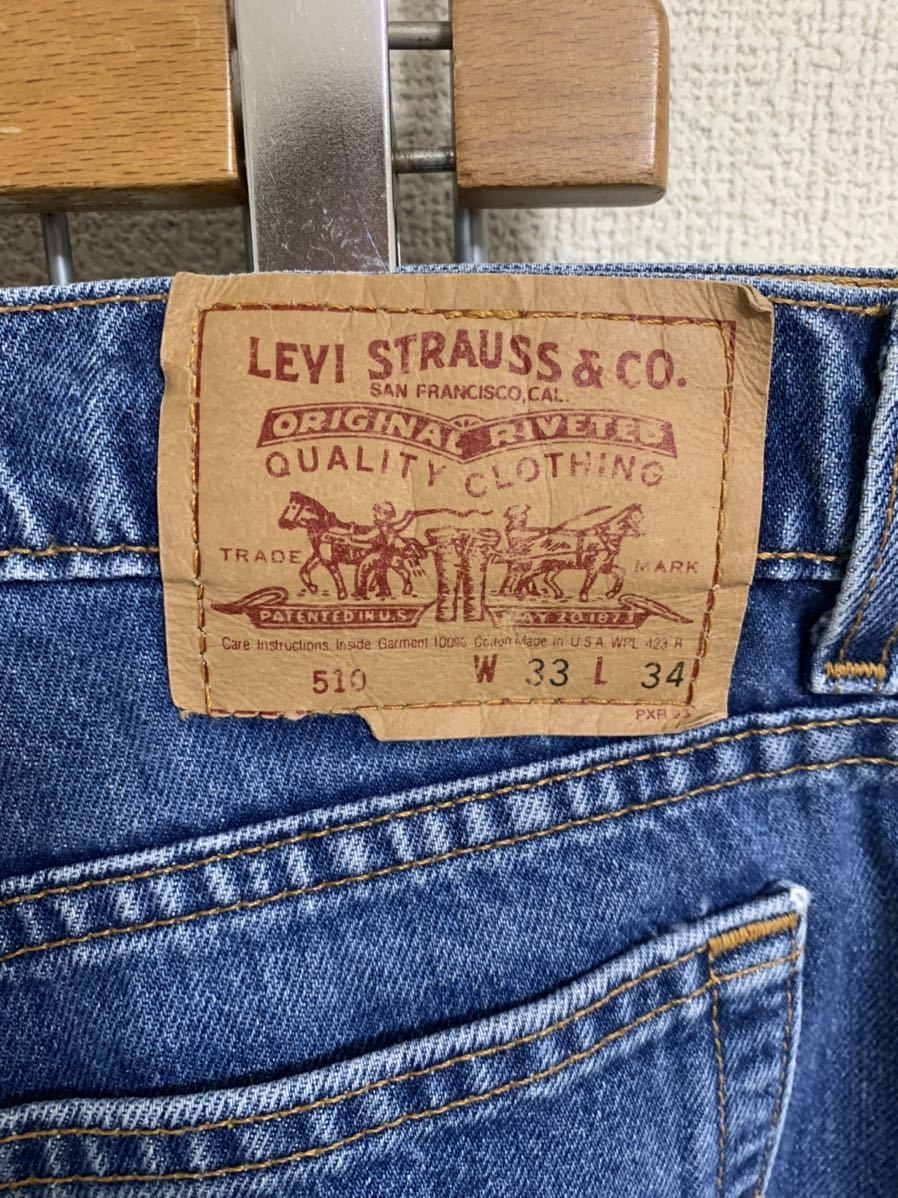 LEVI STRAUSS & CO.
SAN FRANCISCO, CAL.
ORIGINAL RIVETED
QUALITY CLOTHING
TRADE MARK
PATENTED IN U.S. MAY 20 1873
Care Instructions Inside Garment 100% Cotton Made in U S A WPL 423 R
510 W 33 L 34